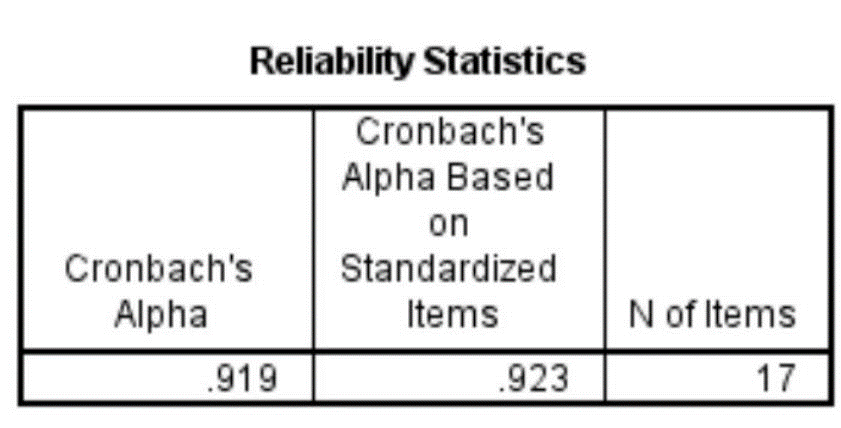 Reliability Statistics
Cronbach's
Alpha
Cronbach's
Alpha Based
on
Standardized
Items
N of Items
.919
.923
17